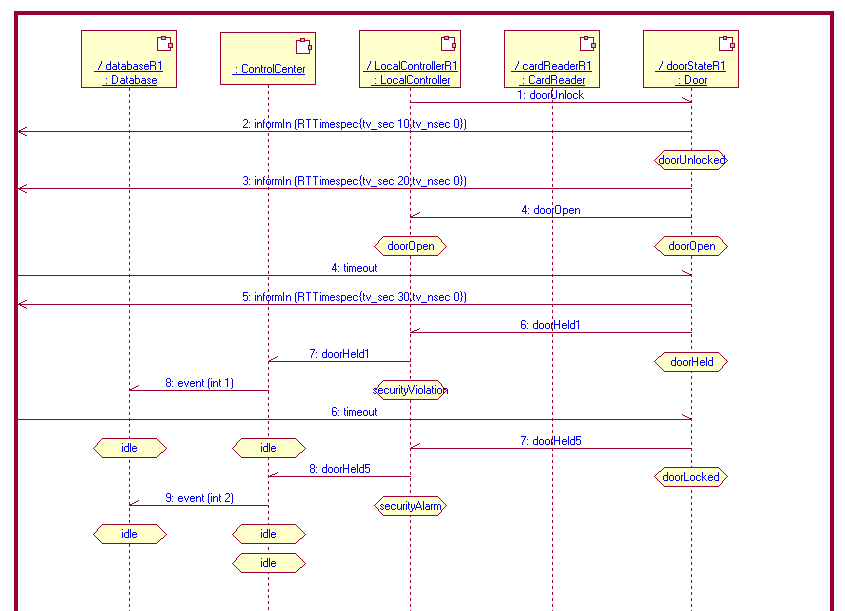 / databaseR1
: Database
: ControlCenter
/ LocalControllerR1
: LocalController
/ cardReaderR1
: CardReader
/ doorStateR1
: Door
1: doorUnlock
2: informIn (RTTimespec{tv_sec 10,tv_nsec 0})
doorUnlocked
3: informIn (RTTimespec{tv_sec 20,tv_nsec 0})
4: doorOpen
doorOpen
doorOpen
4: timeout
5: informIn (RTTimespec{tv_sec 30,tv_nsec 0})
6: doorHeld1
7: doorHeld1
doorHeld
8: event (int 1)
securityViolation
6: timeout
idle
idle
7: doorHeld5
8: doorHeld5
doorLocked
9: event (int 2)
securityAlarm
idle
idle
idle